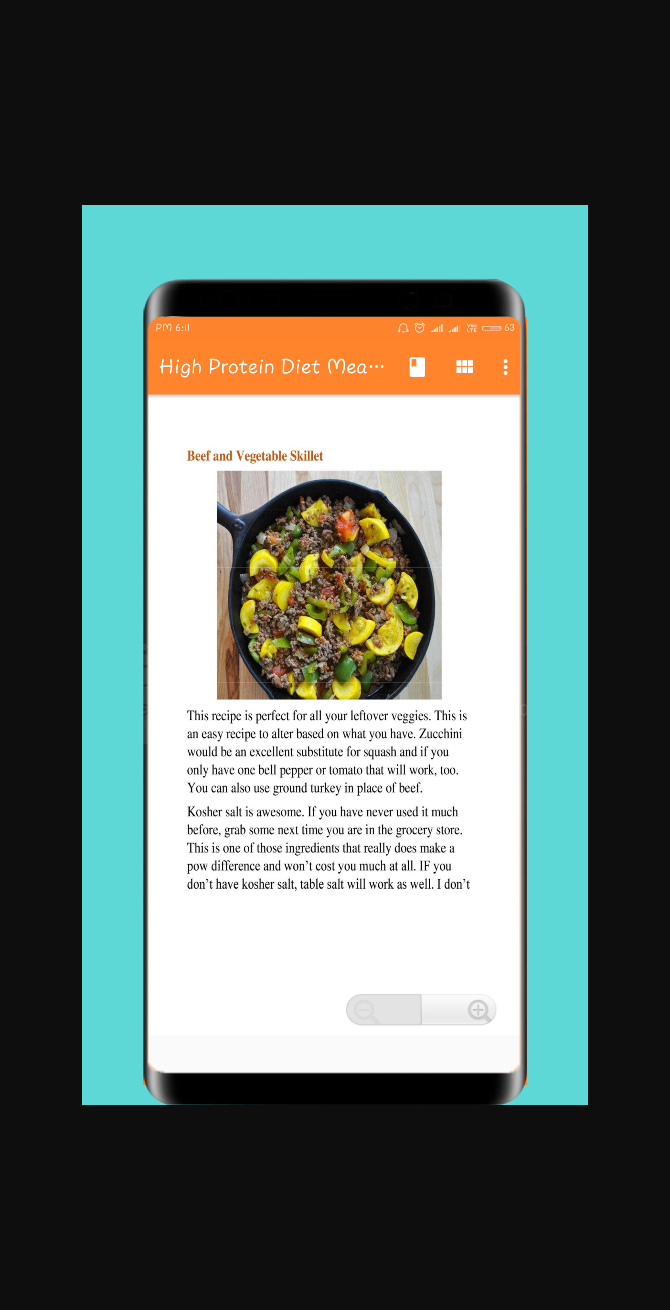 PM 6:11 VoLTE 63
High Protein Diet Mea...
Beef and Vegetable Skillet
This recipe is perfect for all your leftover veggies. This is
an easy recipe to alter based on what you have. Zucchini
would be an excellent substitute for squash and if you
only have one bell pepper or tomato that will work, too.
You can also use ground turkey in place of beef.
Kosher salt is awesome. If you have never used it much
before, grab some next time you are in the grocery store.
This is one of those ingredients that really does make a
pow difference and won’t cost you much at all. IF you
don’t have kosher salt, table salt will work as well. I don’t